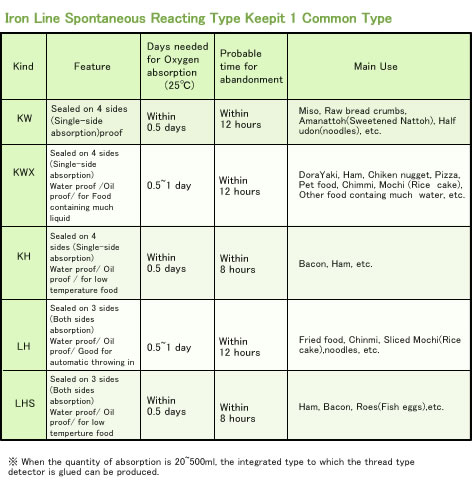 Iron Line Spontaneous Reacting Type Keepit 1 Common Type
Kind
Feature
Days needed
for Oxygen
absorption
(25℃)
Probable
time for
abandonment
Main Use
KW
Sealed on 4 sides
(Single-side
absorption)proof
Within
0.5 days
Within
12 hours
Miso, Raw bread crumbs,
Amanattoh(Sweetened Nattoh), Half
udon(noodles), etc.
KWX
Sealed on 4 sides
(Single-side
absorption)
Water proof /Oil
proof/ for Food
containing much
liquid
0.5~1 day
Within
12 hours
DoraYaki, Ham, Chiken nugget, Pizza,
Pet food, Chimmi, Mochi (Rice cake),
Other food containg much water, etc.
KH
Sealed on 4
sides (Single-side
absorption)
Water proof/ Oil
proof / for low
temperature food
Within
0.5 days
Within
8 hours
Bacon, Ham, etc.
LH
Sealed on 3 sides
(Both sides
absorption)
Water proof/ Oil
proof/ Good for
automatic throwing in
0.5~1 day
Within
12 hours
Fried food, Chinmi, Sliced Mochi(Rice
cake),noodles, etc.
LHS
Sealed on 3 sides
(Both sides
absorption)
Water proof/ Oil
proof/ for low
temperture food
Within
0.5 days
Within
8 hours
Ham, Bacon, Roes(Fish eggs),etc.
※ When the quantity of absorption is 20~500ml, the integrated type to which the thread type
detector is glued can be produced.